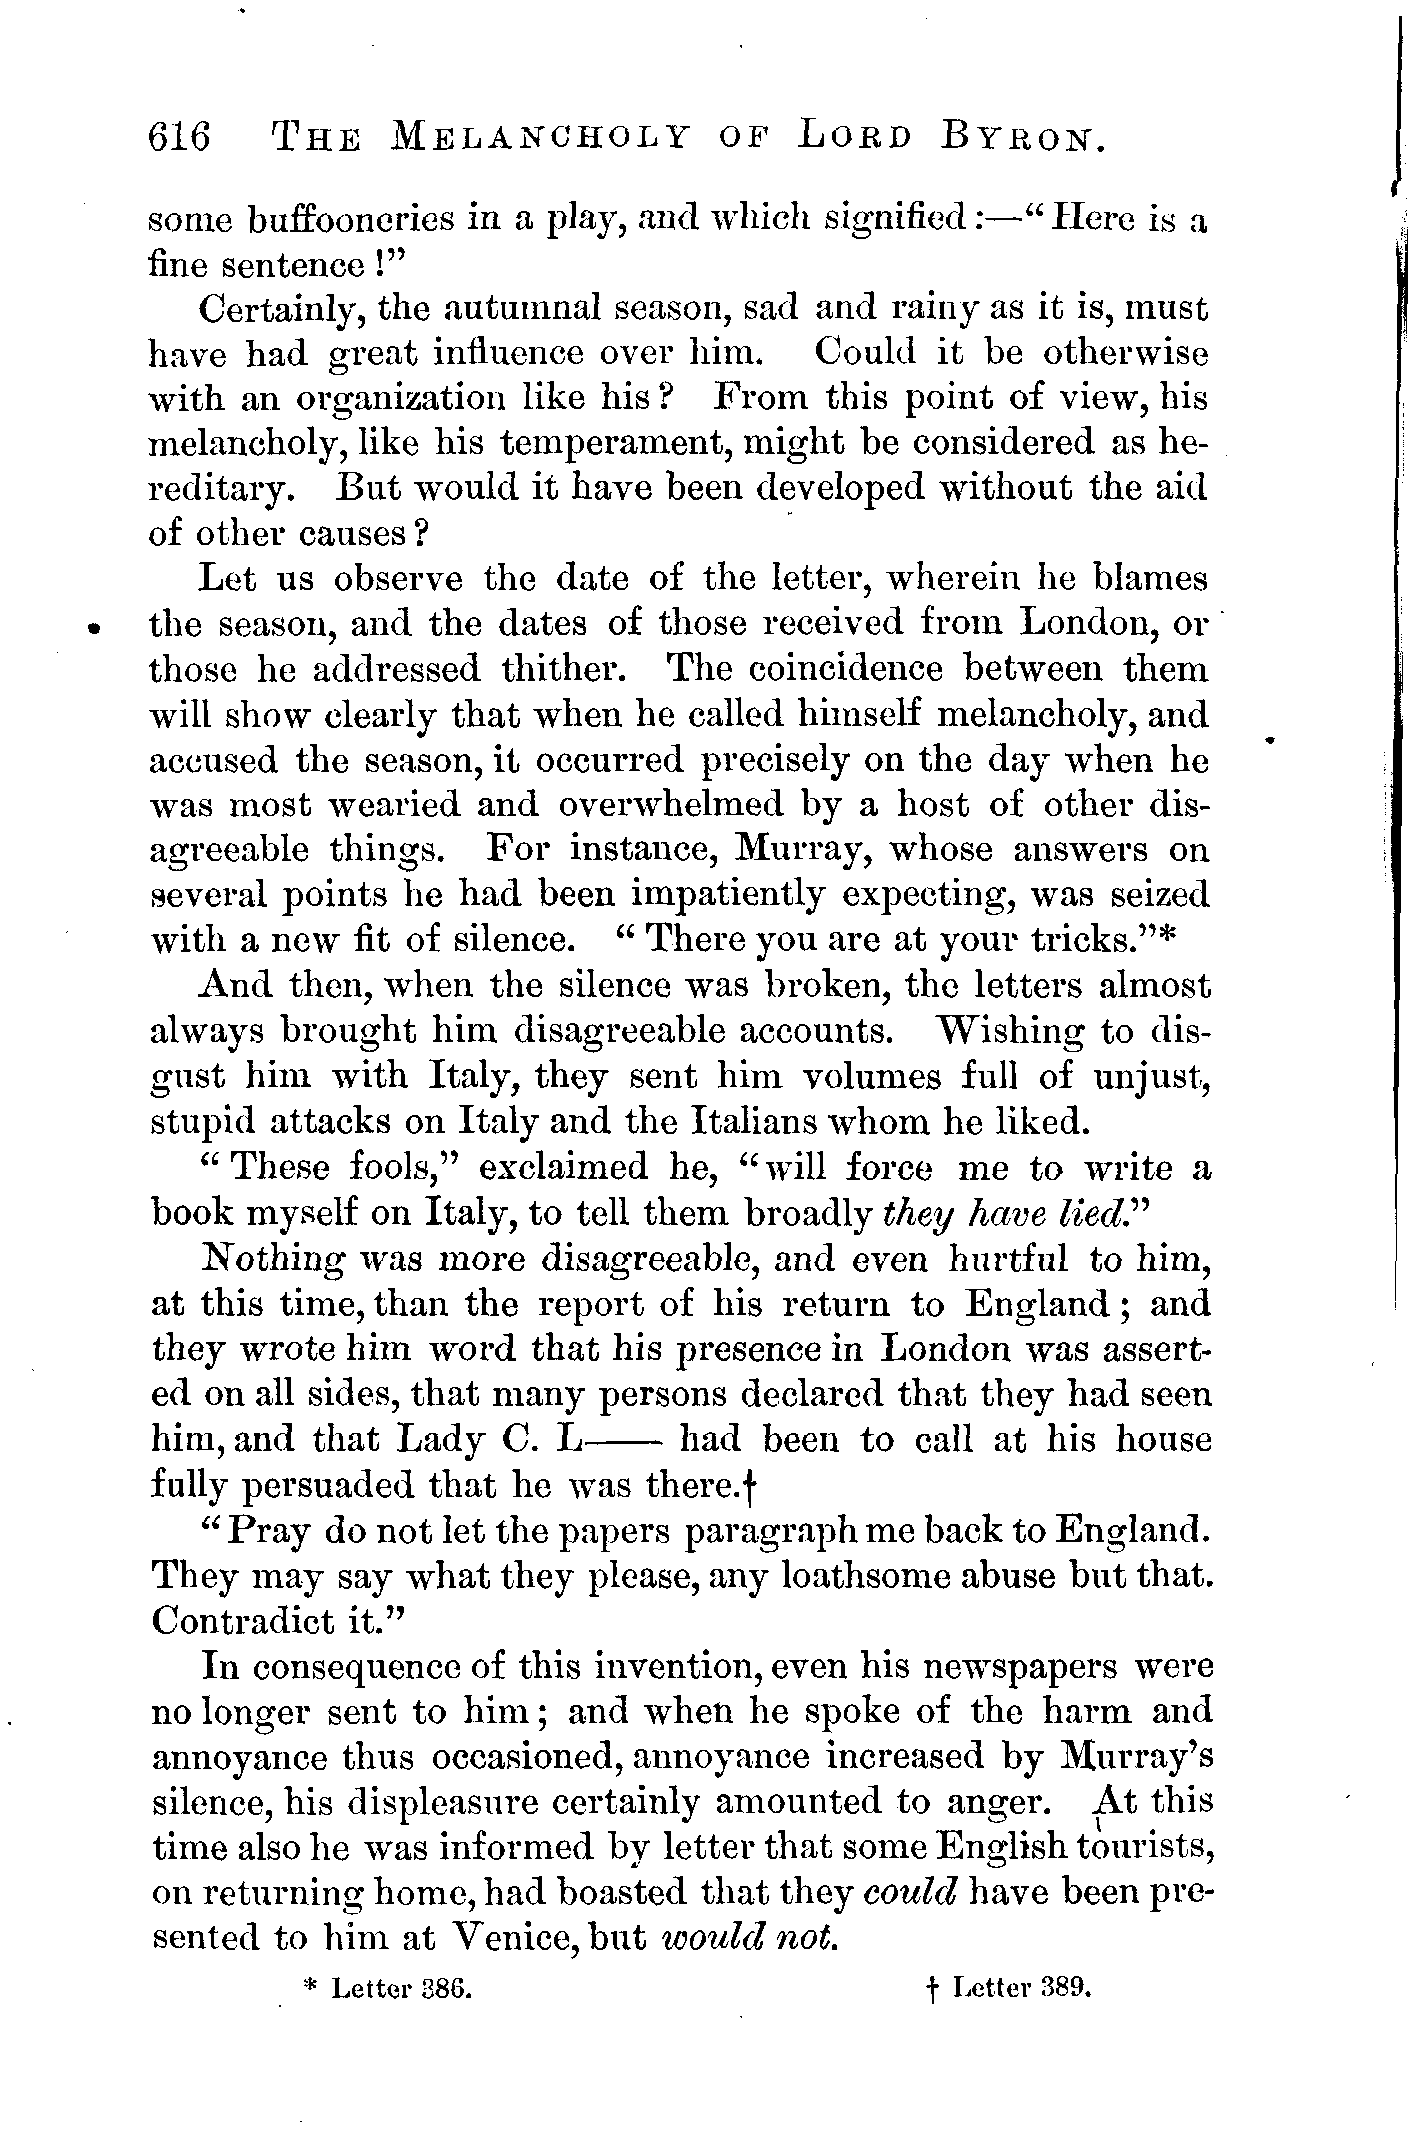 616 THE MELANCHOLY OF LORD BYRON.
some buffooneries in a play, and which signified :—“ Here is a
fine sentence !”
Certainly, the autumnal season, sad and rainy as it is, must
have had great influence over him. Could it be otherwise
with an organization like his ? From this point of view, his
melancholy, like his temperament, might be considered as he-
reditary. But would it have been developed without the aid
of other causes ?
Let us observe the date of the letter, wherein he blames
the season, and the dates of those received from London, or
those he addressed thither. The coincidence between them
will show clearly that when he called himself melancholy, and
accused the season, it occurred precisely on the day when he
was most wearied and overwhelmed by a host of other dis-
agreeable things. For instance, Murray, whose answers on
several points he had been impatiently expecting, was seized
with a new fit of silence. “ There you are at your tricks.”*
And then, when the silence was broken, the letters almost
always brought him disagreeable accounts. Wishing to dis-
gust him with Italy, they sent him volumes full of unjust,
stupid attacks on Italy and the Italians whom he liked.
“ These fools,” exclaimed he, “will force me to write a
book myself on Italy, to tell them broadly they have lied.”
Nothing was more disagreeable, and even hurtful to him,
at this time, than the report of his return to England ; and
they wrote him word that his presence in London was assert-
ed on all sides, that many persons declared that they had seen
him, and that Lady C. L—— had been to call at his house
fully persuaded that he was there.†
“Pray do not let the papers paragraph me back to England.
They may say what they please, any loathsome abuse but that.
Contradict it.”
In consequence of this invention, even his newspapers were
no longer sent to him ; and when he spoke of the harm and
annoyance thus occasioned, annoyance increased by Murray’s
silence, his displeasure certainly amounted to anger. At this
time also he was informed by letter that some English tourists,
on returning home, had boasted that they could have been pre-
sented to him at Venice, but would not.
* Letter 386. † Letter 389.